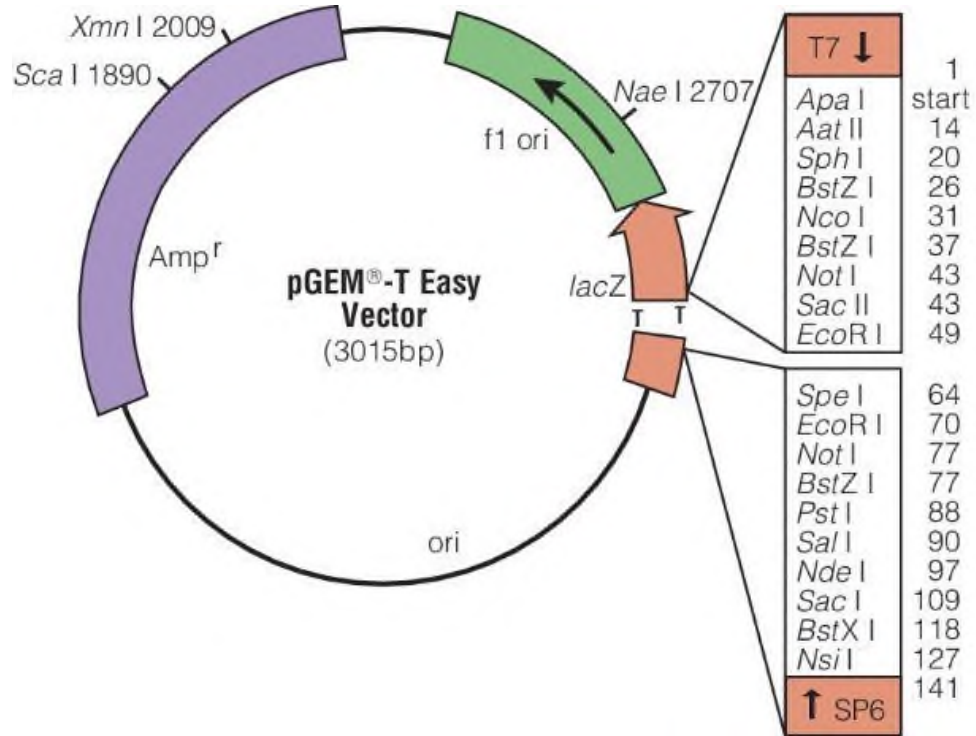 Xmn I 2009
Sca I 1890
Nae I 2707
f1 ori
Ampʳ
pGEM®-T Easy
Vector
(3015bp)
lacZ
T T
ori
T7 ↓
1
start
Apa I
Aat II 14
Sph I 20
BstZ I 26
Nco I 31
BstZ I 37
Not I 43
Sac II 43
EcoR I 49
Spe I 64
EcoR I 70
Not I 77
BstZ I 77
Pst I 88
Sal I 90
Nde I 97
Sac I 109
BstX I 118
Nsi I 127
141
↑ SP6